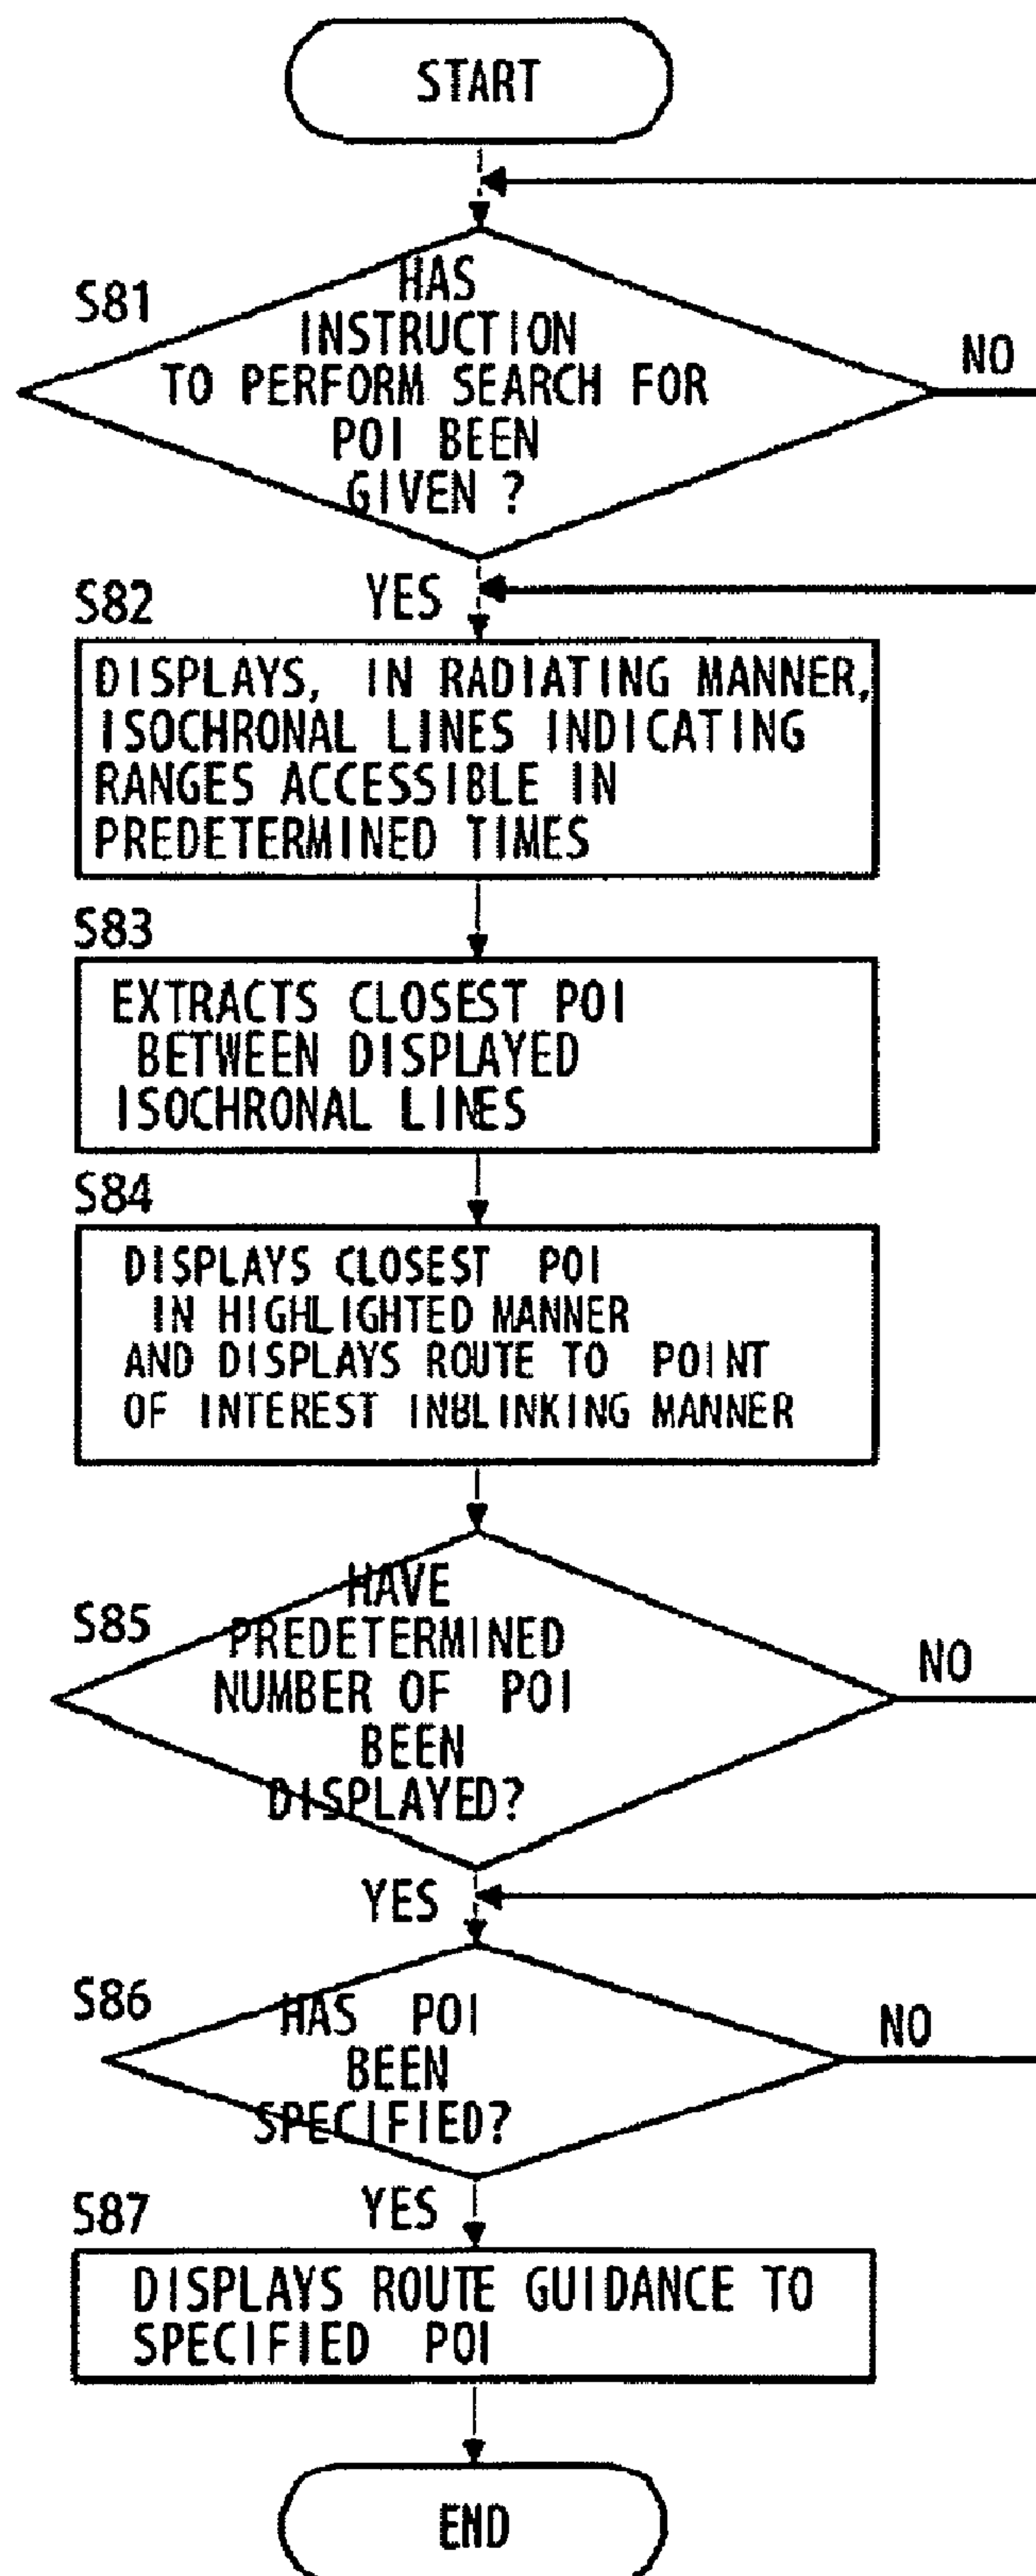 START
S81
HAS
INSTRUCTION
TO PERFORM SEARCH FOR
POI BEEN
GIVEN ?
NO
YES
S82
DISPLAYS, IN RADIATING MANNER,
ISOCHRONAL LINES INDICATING
RANGES ACCESSIBLE IN
PREDETERMINED TIMES
S83
EXTRACTS CLOSEST POI
BETWEEN DISPLAYED
ISOCHRONAL LINES
S84
DISPLAYS CLOSEST POI
IN HIGHLIGHTED MANNER
AND DISPLAYS ROUTE TO POINT
OF INTEREST INBLINKING MANNER
S85
HAVE
PREDETERMINED
NUMBER OF POI
BEEN
DISPLAYED?
NO
YES
S86
HAS POI
BEEN
SPECIFIED?
NO
YES
S87
DISPLAYS ROUTE GUIDANCE TO
SPECIFIED POI
END